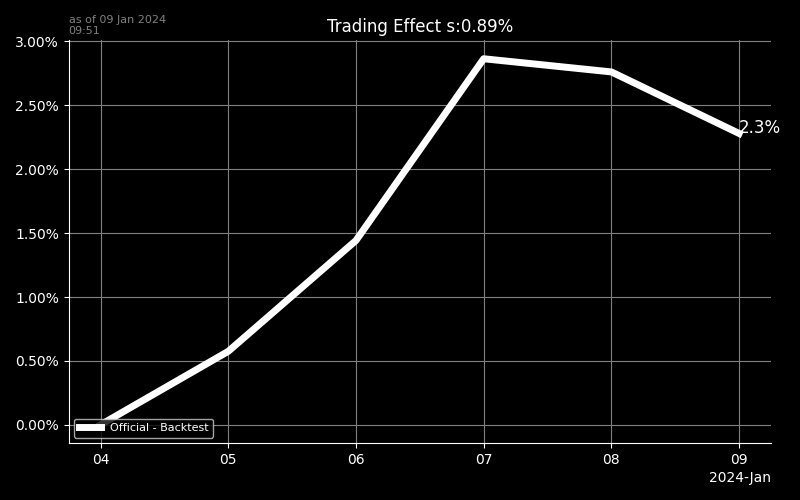 as of 09 Jan 2024
09:51
Trading Effect s:0.89%
3.00%
2.50%
2.00%
1.50%
1.00%
0.50%
0.00%
2.3%
Official - Backtest
04 05 06 07 08 09
2024-Jan